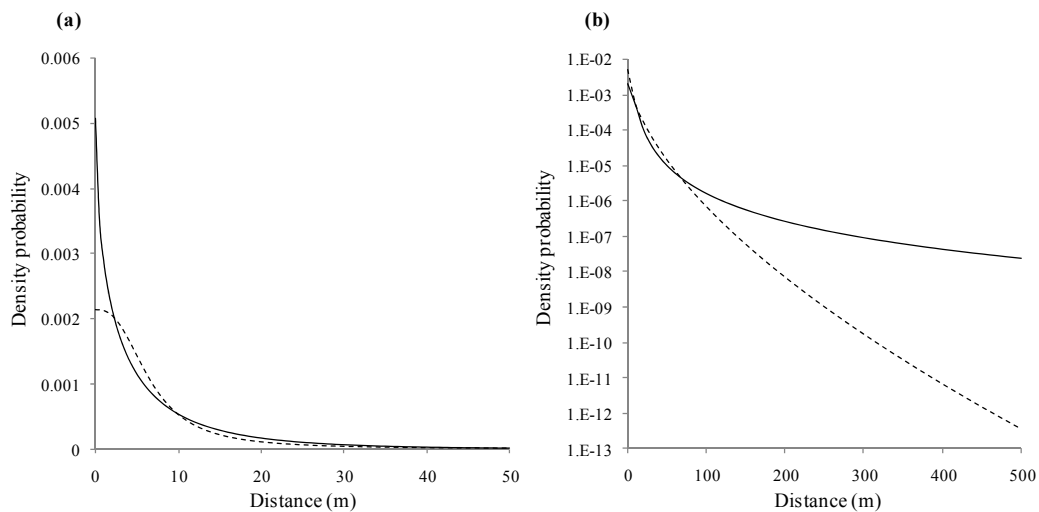 (a)
0.006
0.005
0.004
0.003
0.002
0.001
0
Density probability
0 10 20 30 40 50
Distance (m)
(b)
1.E-02
1.E-03
1.E-04
1.E-05
1.E-06
1.E-07
1.E-08
1.E-09
1.E-10
1.E-11
1.E-12
1.E-13
Density probability
0 100 200 300 400 500
Distance (m)